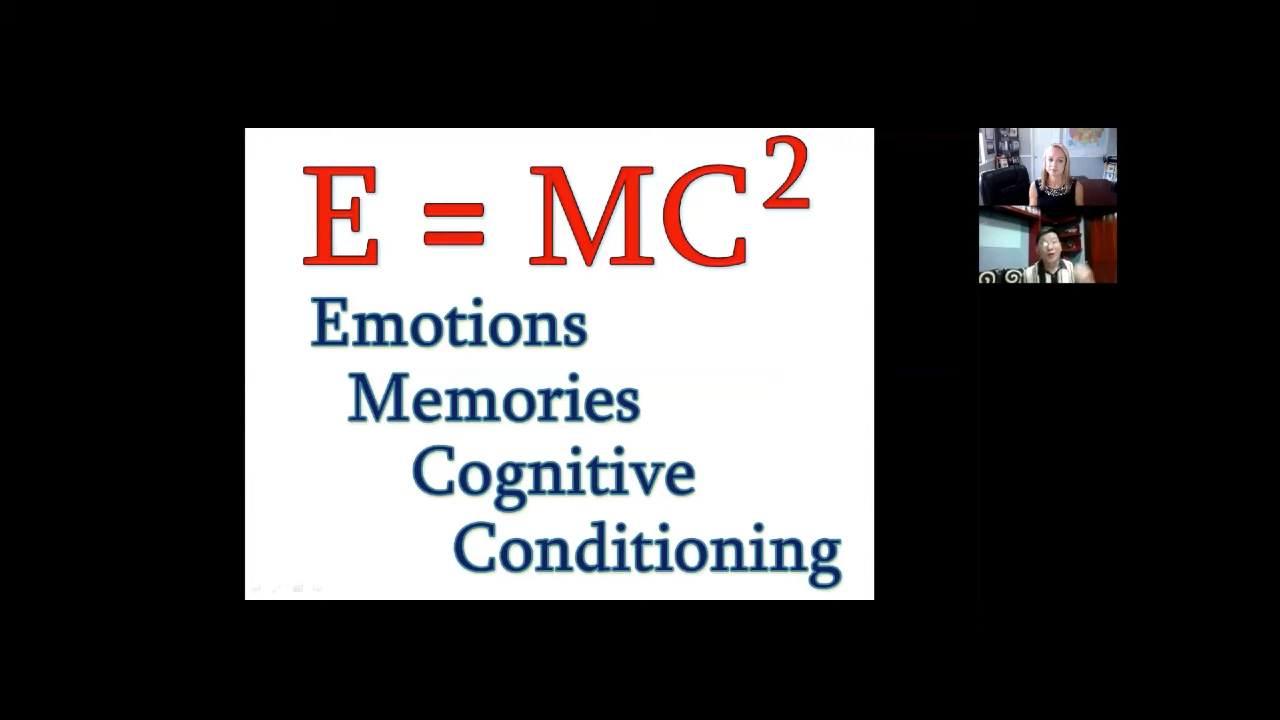 E = MC²
Emotions
Memories
Cognitive
Conditioning